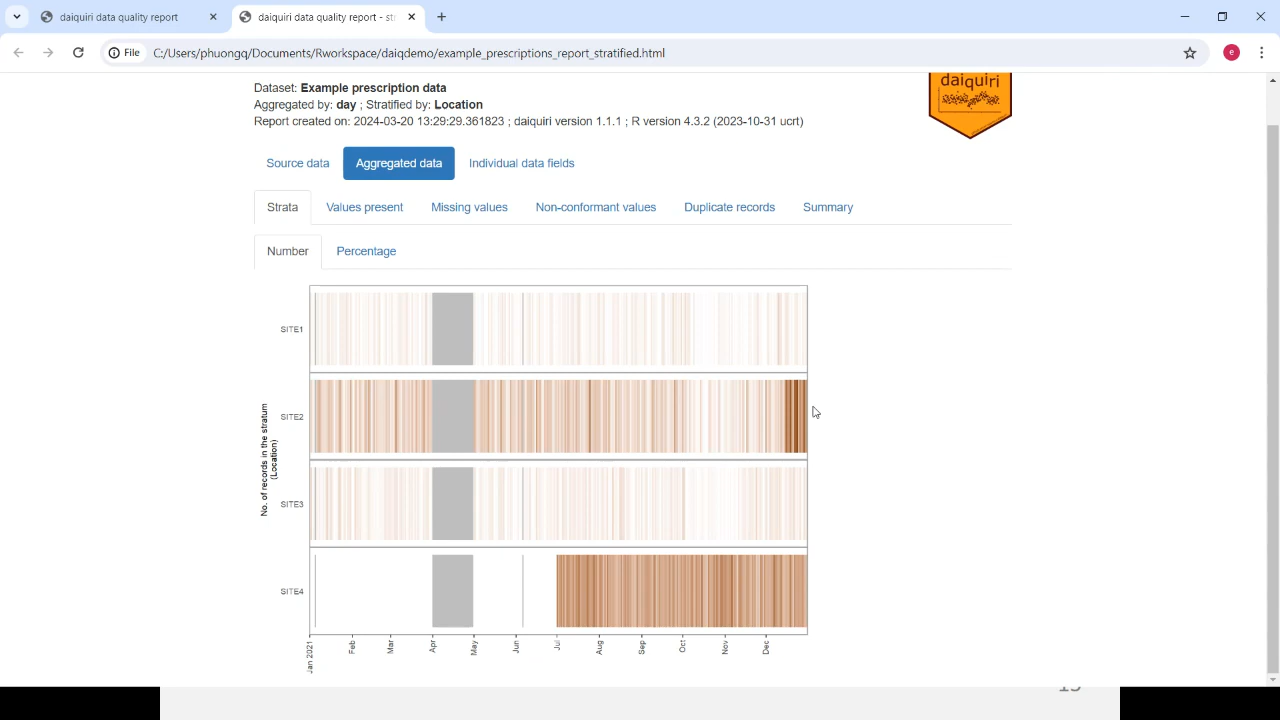 daiquiri data quality report
daiquiri data quality report - str
File
C:/Users/phuongq/Documents/Rworkspace/daiqdemo/exemple_prescriptions_report_stratified.html
e
daiquiri
Dataset: Example prescription data
Aggregated by: day ; Stratified by: Location
Report created on: 2024-03-20 13:29:29.361823 ; daiquiri version 1.1.1 ; R version 4.3.2 (2023-10-31 ucrt)
Source data Aggregated data Individual data fields
Strata Values present Missing values Non-conformant values Duplicate records Summary
Number Percentage
No. of records in the stratum
(Location)
SITE1
SITE2
SITE3
SITE4
Jan 2021 Feb Mar Apr May Jun Jul Aug Sep Oct Nov Dec